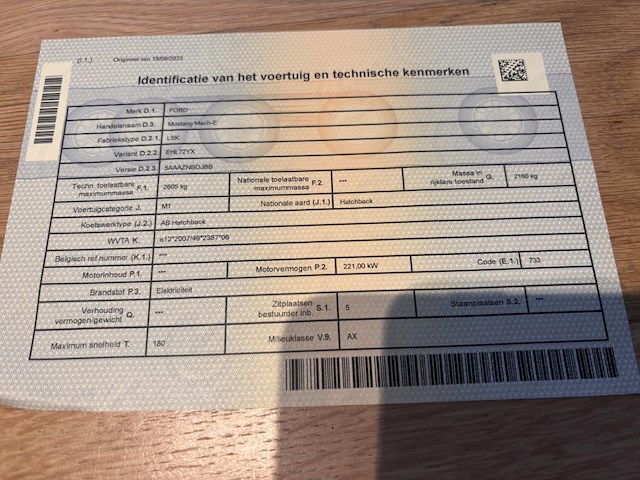 (I.1.) Origineel van 15/06/2023
Identificatie van het voertuig en technische kenmerken
Merk D.1. FORD
Handelsnaam D.3. Mustang Mach-E
Fabriekstype D.2.1. LSK
Variant D.2.2. EHL72YX
Versie D.2.3. 5AAAZNBDJBB
Techn. toelaatbare maximummassa F.1. 2605 kg Nationale toelaatbare maximummassa F.2. *** Massa in rijklare toestand G. 2160 kg
Voertuigcategorie J. M1 Nationale aard (J.1.) Hatchback
Koetswerktype (J.2.) AB Hatchback
WVTA K. e13*2007/46*2387*06
Belgisch ref.nummer (K.1.) ***
Motorinhoud P.1. *** Motorvermogen P.2. 221,00 kW Code (E.1.) 733
Brandstof P.3. Elektriciteit
Verhouding vermogen/gewicht Q. *** Zitplaatsen bestuurder inb. S.1. 5 Staanplaatsen S.2. ***
Maximum snelheid T. 180 Milieuklasse V.9. AX